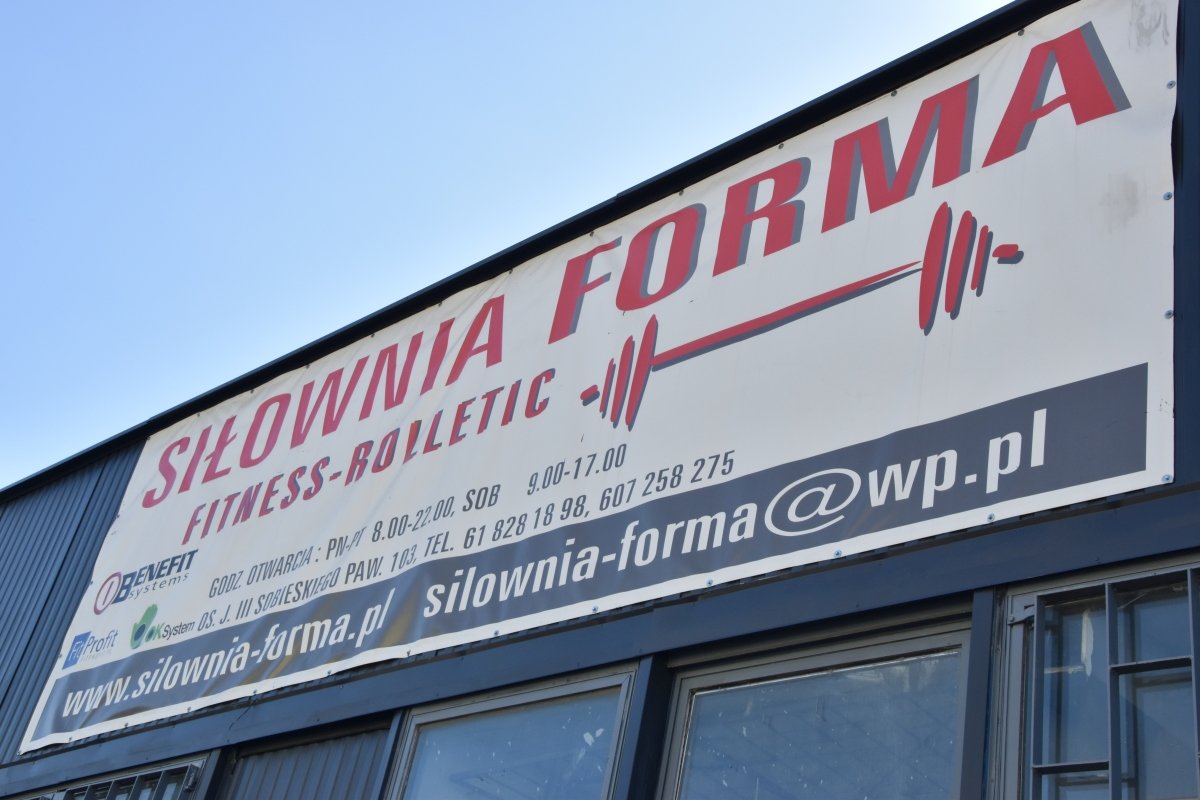 SIŁOWNIA FORMA
FITNESS-ROLLETIC
GODZ. OTWARCIA : PN-PT 8.00-22.00, SOB 9.00-17.00
OS. J. III SOBIESKIEGO PAW. 103, TEL. 61 828 18 98, 607 258 275
BENEFIT
systems
Fit Profit
OK System
www.silownia-forma.pl silownia-forma@wp.pl